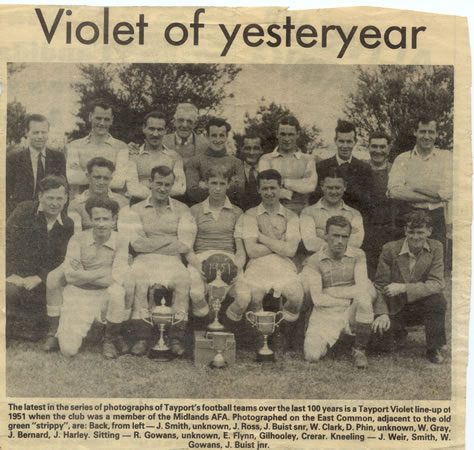 Violet of yesteryear
The latest in the series of photographs of Tayport's football teams over the last 100 years is a Tayport Violet line-up of
1951 when the club was a member of the Midlands AFA. Photographed on the East Common, adjacent to the old
green "strippy", are: Back, from left — J. Smith, unknown, J. Ross, J. Buist snr, W. Clark, D. Phin, unknown, W. Gray,
J. Bernard, J. Harley. Sitting — R. Gowans, unknown, E. Flynn, Gilhooley, Crerar. Kneeling — J. Weir, Smith, W.
Gowans, J. Buist jnr.